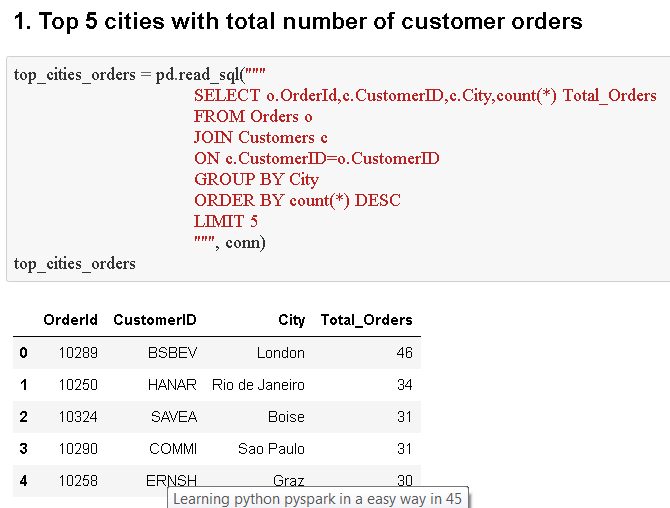 1. Top 5 cities with total number of customer orders
top_cities_orders = pd.read_sql("""
SELECT o.OrderId,c.CustomerID,c.City,count(*) Total_Orders
FROM Orders o
JOIN Customers c
ON c.CustomerID=o.CustomerID
GROUP BY City
ORDER BY count(*) DESC
LIMIT 5
""", conn)
top_cities_orders
OrderId CustomerID City Total_Orders
0 10289 BSBEV London 46
1 10250 HANAR Rio de Janeiro 34
2 10324 SAVEA Boise 31
3 10290 COMMI Sao Paulo 31
4 10258 ERNSH Graz 30
Learning python pyspark in a easy way in 45